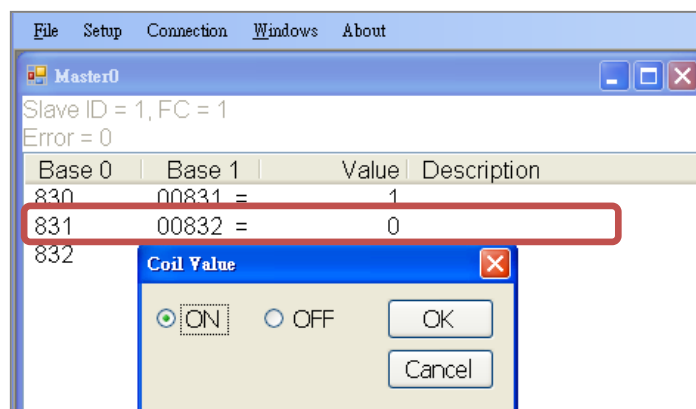 File Setup Connection Windows About
Master0
Slave ID = 1, FC = 1
Error = 0
Base 0 Base 1 Value Description
830 00831 = 1
831 00832 = 0
832
Coil Value
ON OFF OK
Cancel